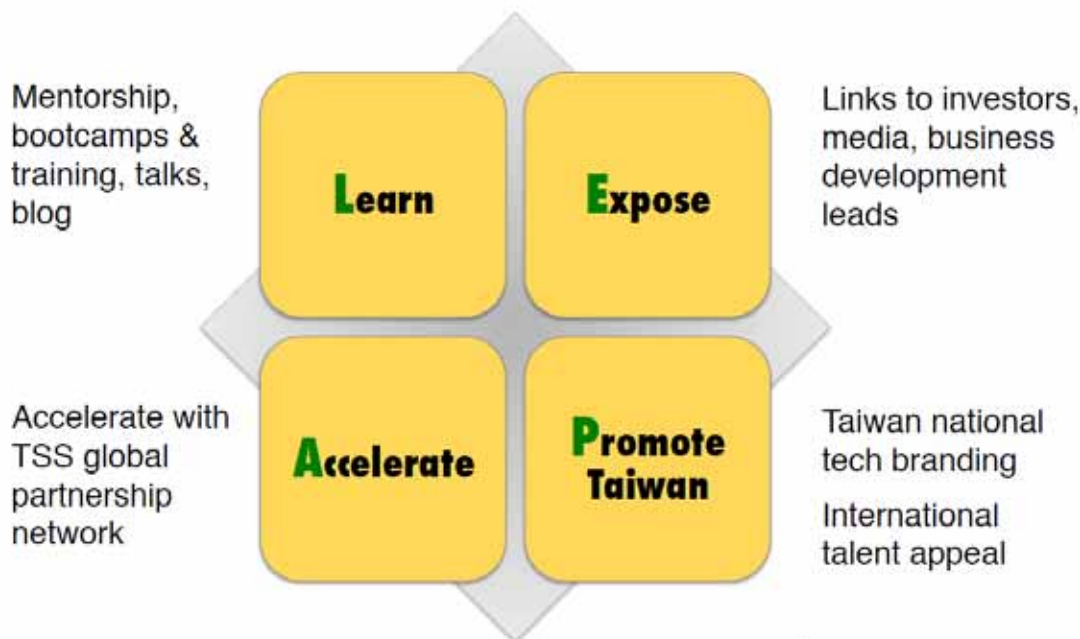 Mentorship,
bootcamps &
training, talks,
blog
Learn
Expose
Links to investors,
media, business
development
leads
Accelerate with
TSS global
partnership
network
Accelerate
Promote
Taiwan
Taiwan national
tech branding
International
talent appeal